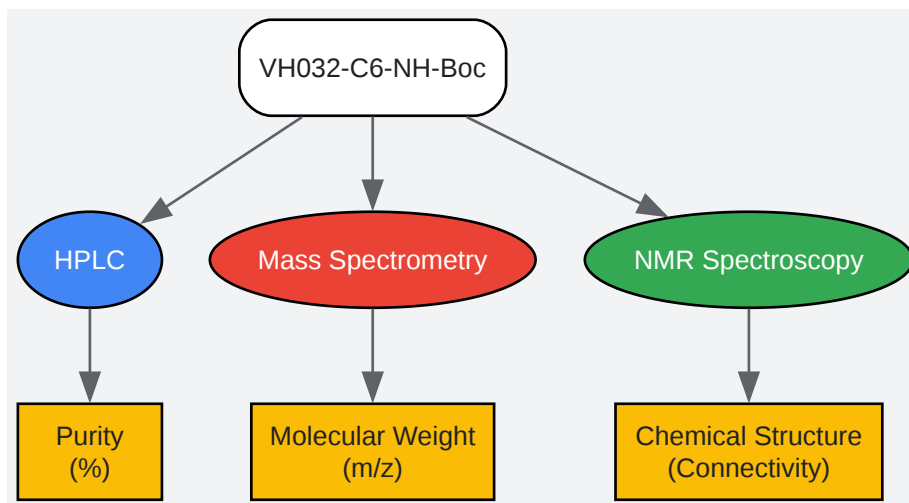 VH032-C6-NH-Boc
HPLC
Mass Spectrometry
NMR Spectroscopy
Purity
(%)
Molecular Weight
(m/z)
Chemical Structure
(Connectivity)